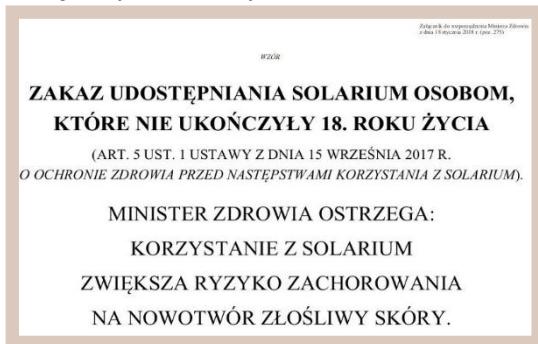 Załącznik do rozporządzenia Ministra Zdrowia
z dnia 18 stycznia 2018 r. (poz. 275)
WZÓR
ZAKAZ UDOSTĘPNIANIA SOLARIUM OSOBOM,
KTÓRE NIE UKOŃCZYŁY 18. ROKU ŻYCIA
(ART. 5 UST. 1 USTAWY Z DNIA 15 WRZEŚNIA 2017 R.
O OCHRONIE ZDROWIA PRZED NASTĘPSTWAMI KORZYSTANIA Z SOLARIUM).
MINISTER ZDROWIA OSTRZEGA:
KORZYSTANIE Z SOLARIUM
ZWIĘKSZA RYZYKO ZACHOROWANIA
NA NOWOTWÓR ZŁOŚLIWY SKÓRY.